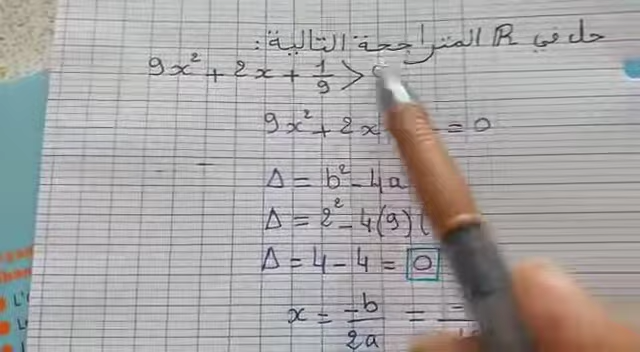 حل في R المتراجحة التالية:
9x² + 2x + 1/9 >
9x² + 2x = 0
Δ = b² - 4a
Δ = 2² - 4(9)(
Δ = 4 - 4 = 0
x = -b/2a = -
L'
L